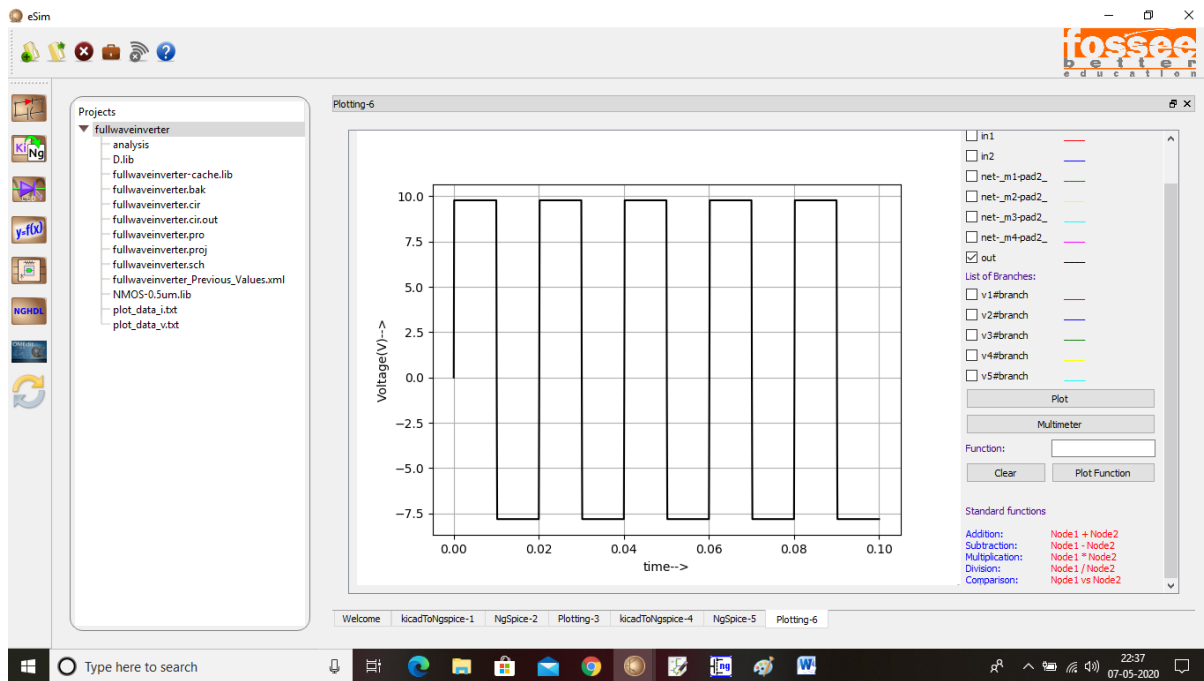 eSim
fossee
better
education
Projects
fullwaveinverter
analysis
D.lib
fullwaveinverter-cache.lib
fullwaveinverter.bak
fullwaveinverter.cir
fullwaveinverter.cir.out
fullwaveinverter.pro
fullwaveinverter.proj
fullwaveinverter.sch
fullwaveinverter_Previous_Values.xml
NMOS-0.5um.lib
plot_data_i.txt
plot_data_v.txt
Ki Ng
y=f(x)
NGHDL
Plotting-6
10.0
7.5
5.0
2.5
0.0
−2.5
−5.0
−7.5
Voltage(V)-->
0.00 0.02 0.04 0.06 0.08 0.10
time-->
in1
in2
net-_m1-pad2_
net-_m2-pad2_
net-_m3-pad2_
net-_m4-pad2_
out
List of Branches:
v1#branch
v2#branch
v3#branch
v4#branch
v5#branch
Plot
Multimeter
Function:
Clear Plot Function
Standard functions
Addition: Node1 + Node2
Subtraction: Node1 - Node2
Multiplication: Node1 * Node2
Division: Node1 / Node2
Comparison: Node1 vs Node2
Welcome kicadToNgspice-1 NgSpice-2 Plotting-3 kicadToNgspice-4 NgSpice-5 Plotting-6
Type here to search
22:37
07-05-2020